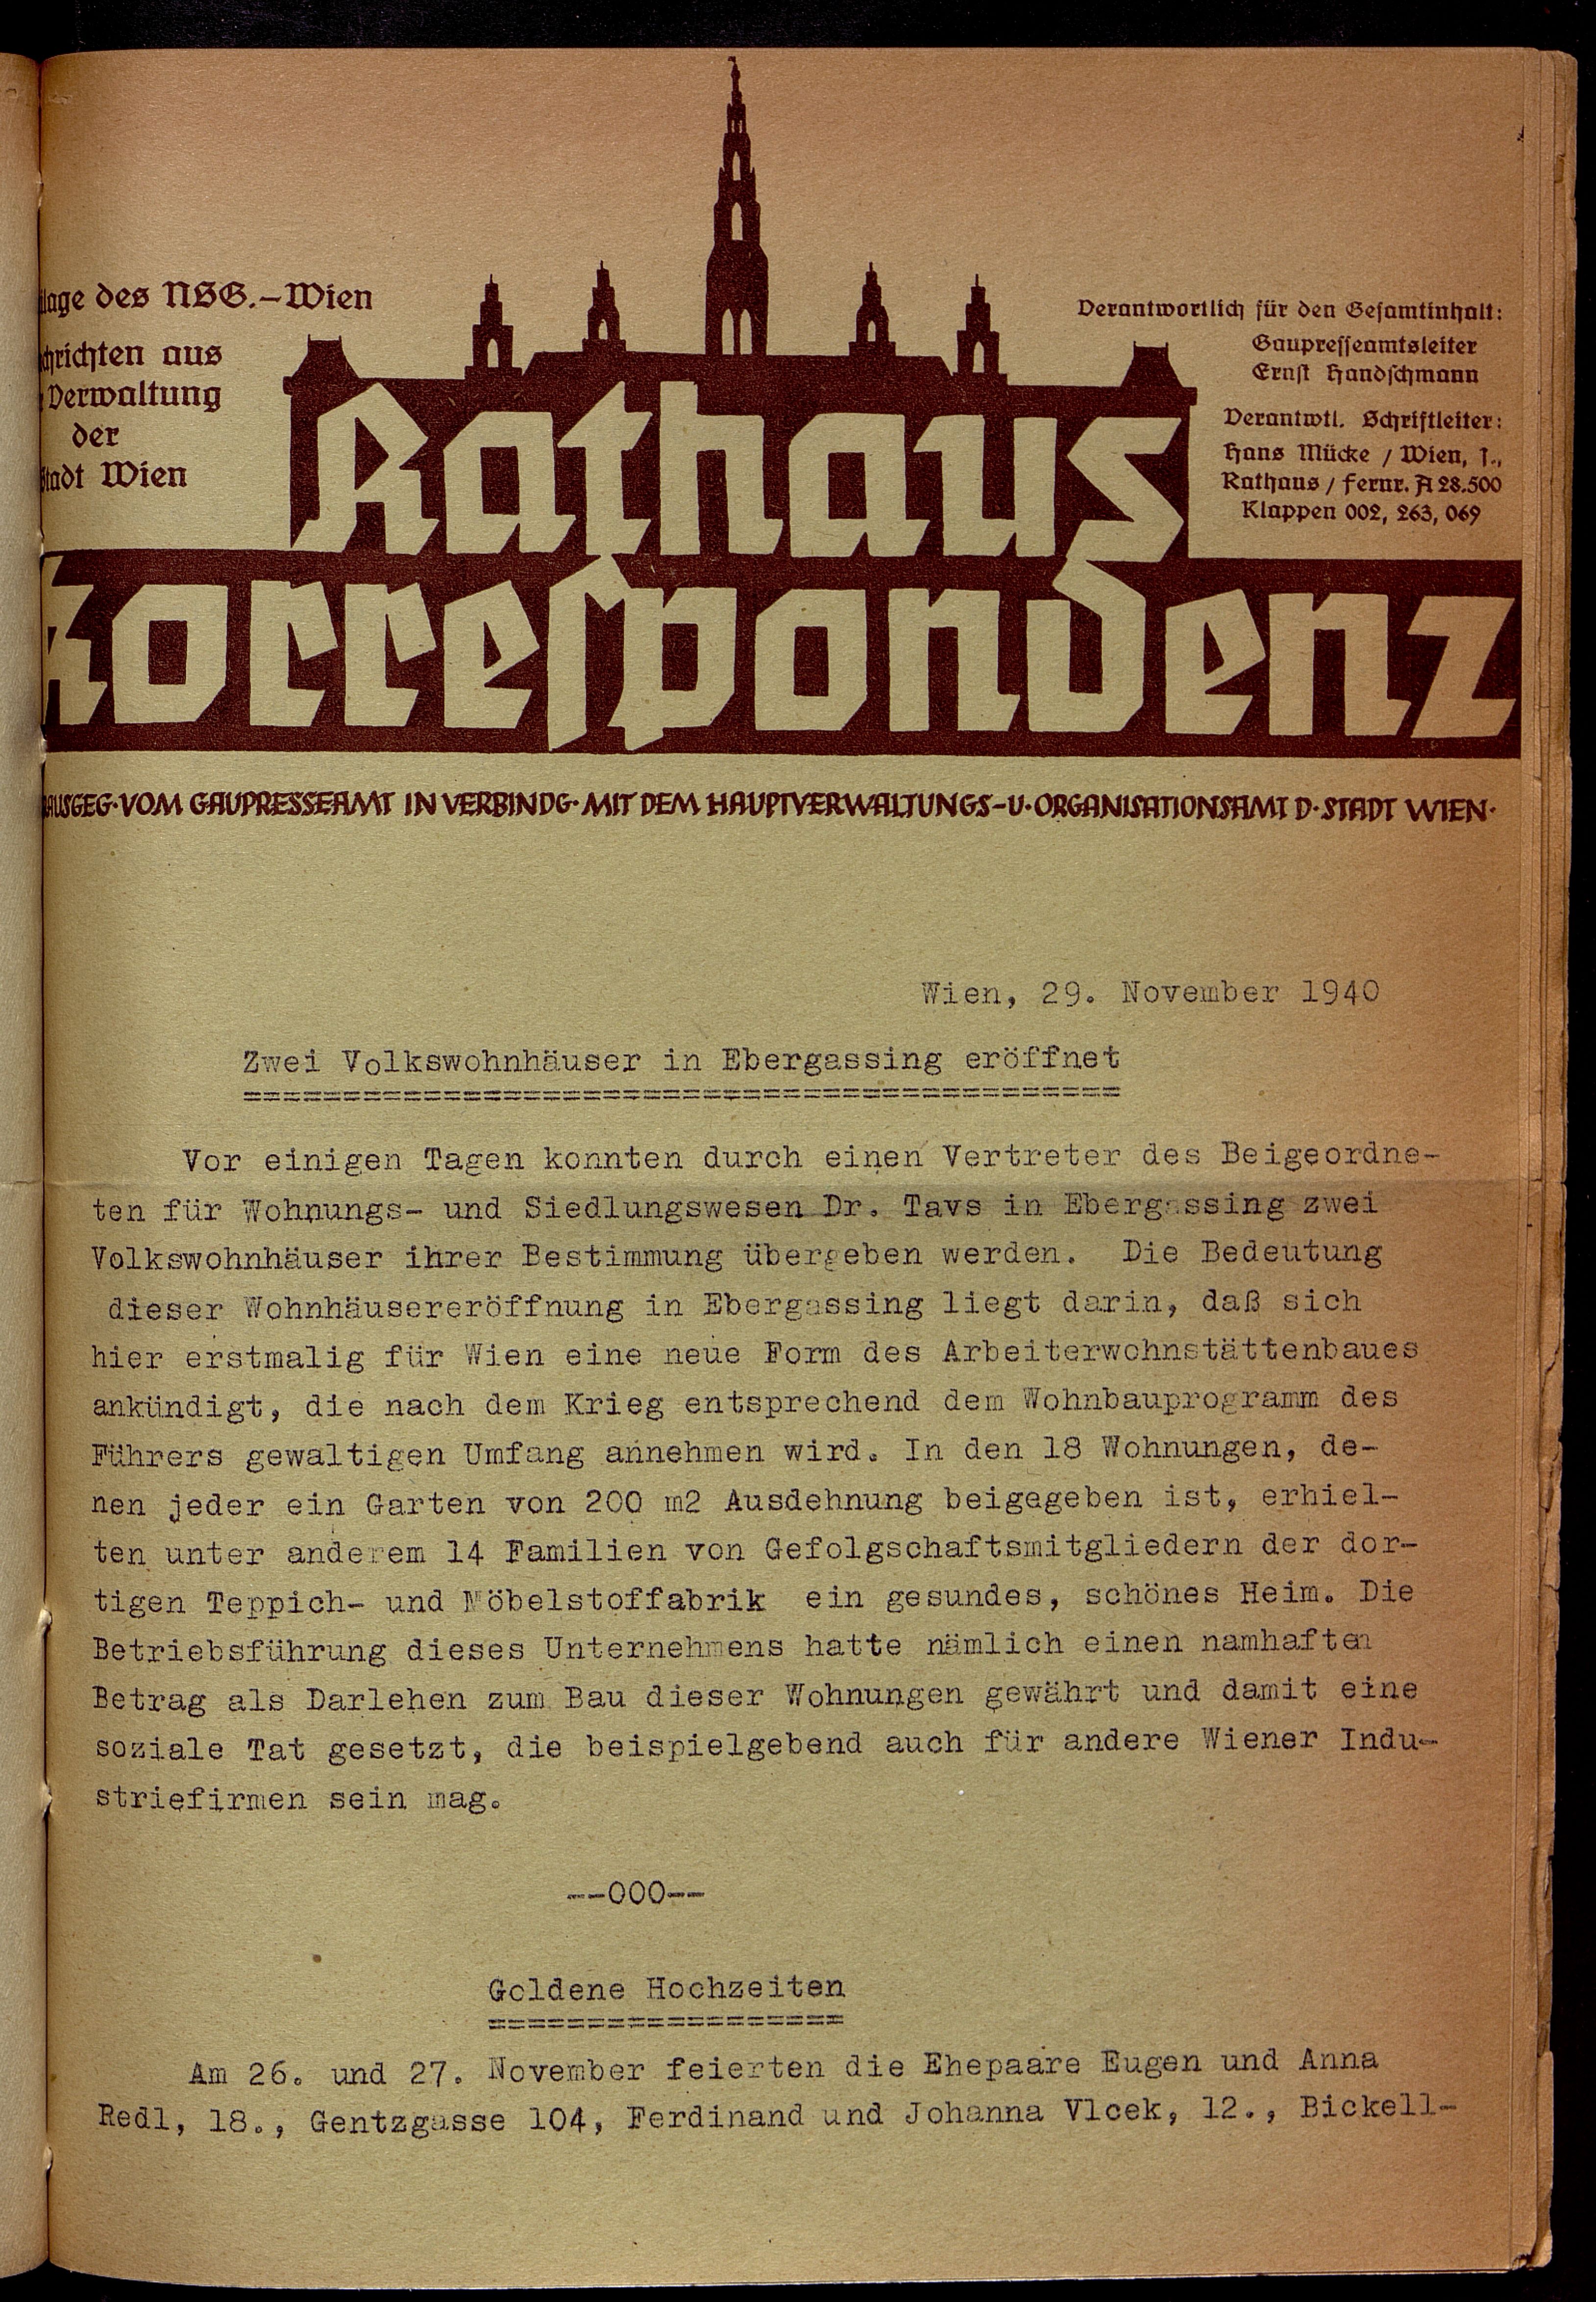 lage des NSG.-Wien
chrichten aus
Verwaltung
der
Stadt Wien
Verantwortlich für den Gesamtinhalt:
Gaupresseamtsleiter
Ernst Handschmann
Verantwtl. Schriftleiter:
Hans Mücke / Wien, 1.,
Rathaus / Fernr. A 28.500
Klappen 002, 263, 069
Rathaus
Korrespondenz
AUSGEG·VOM GAUPRESSEAMT IN VERBINDG·MIT DEM HAUPTVERWALTUNGS-U·ORGANISATIONSAMT D·STADT WIEN·
Wien, 29. November 1940
Zwei Volkswohnhäuser in Ebergassing eröffnet
Vor einigen Tagen konnten durch einen Vertreter des Beigeordne-
ten für Wohnungs- und Siedlungswesen Dr. Tavs in Ebergassing zwei
Volkswohnhäuser ihrer Bestimmung übergeben werden. Die Bedeutung
dieser Wohnhäusereröffnung in Ebergassing liegt darin, daß sich
hier erstmalig für Wien eine neue Form des Arbeiterwohnstättenbaues
ankündigt, die nach dem Krieg entsprechend dem Wohnbauprogramm des
Führers gewaltigen Umfang annehmen wird. In den 18 Wohnungen, de-
nen jeder ein Garten von 200 m2 Ausdehnung beigegeben ist, erhiel-
ten unter anderem 14 Familien von Gefolgschaftsmitgliedern der dor-
tigen Teppich- und Möbelstoffabrik ein gesundes, schönes Heim. Die
Betriebsführung dieses Unternehmens hatte nämlich einen namhaften
Betrag als Darlehen zum Bau dieser Wohnungen gewährt und damit eine
soziale Tat gesetzt, die beispielgebend auch für andere Wiener Indu-
striefirmen sein mag.
--000--
Goldene Hochzeiten
Am 26. und 27. November feierten die Ehepaare Eugen und Anna
Redl, 18., Gentzgasse 104, Ferdinand und Johanna Vlcek, 12., Bickell-